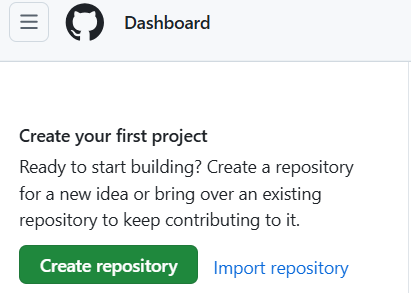 Dashboard
Create your first project
Ready to start building? Create a repository
for a new idea or bring over an existing
repository to keep contributing to it.
Create repository
Import repository